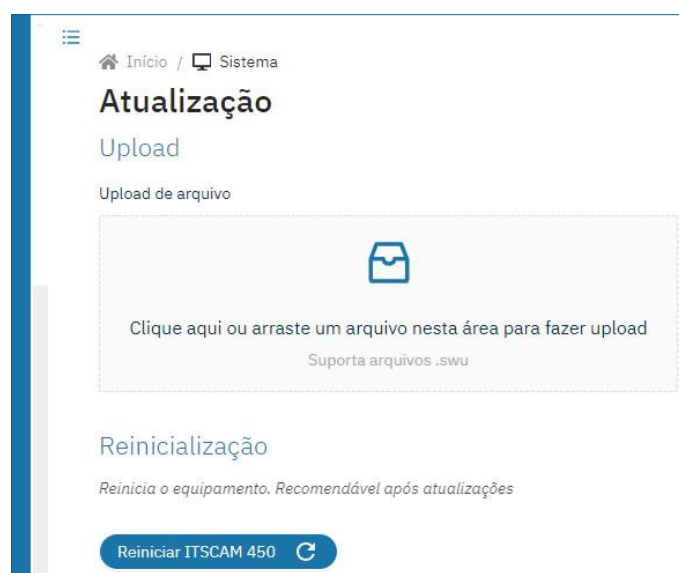 Início / Sistema
Atualização
Upload
Upload de arquivo
Clique aqui ou arraste um arquivo nesta área para fazer upload
Suporta arquivos .swu
Reinicialização
Reinicia o equipamento. Recomendável após atualizações
Reiniciar ITSCAM 450